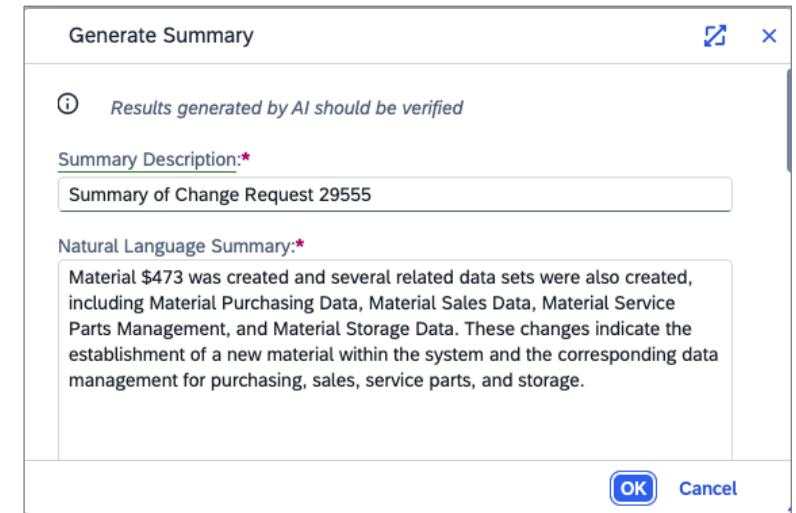 Generate Summary
Results generated by AI should be verified
Summary Description:*
Summary of Change Request 29555
Natural Language Summary:*
Material $473 was created and several related data sets were also created,
including Material Purchasing Data, Material Sales Data, Material Service
Parts Management, and Material Storage Data. These changes indicate the
establishment of a new material within the system and the corresponding data
management for purchasing, sales, service parts, and storage.
OK Cancel